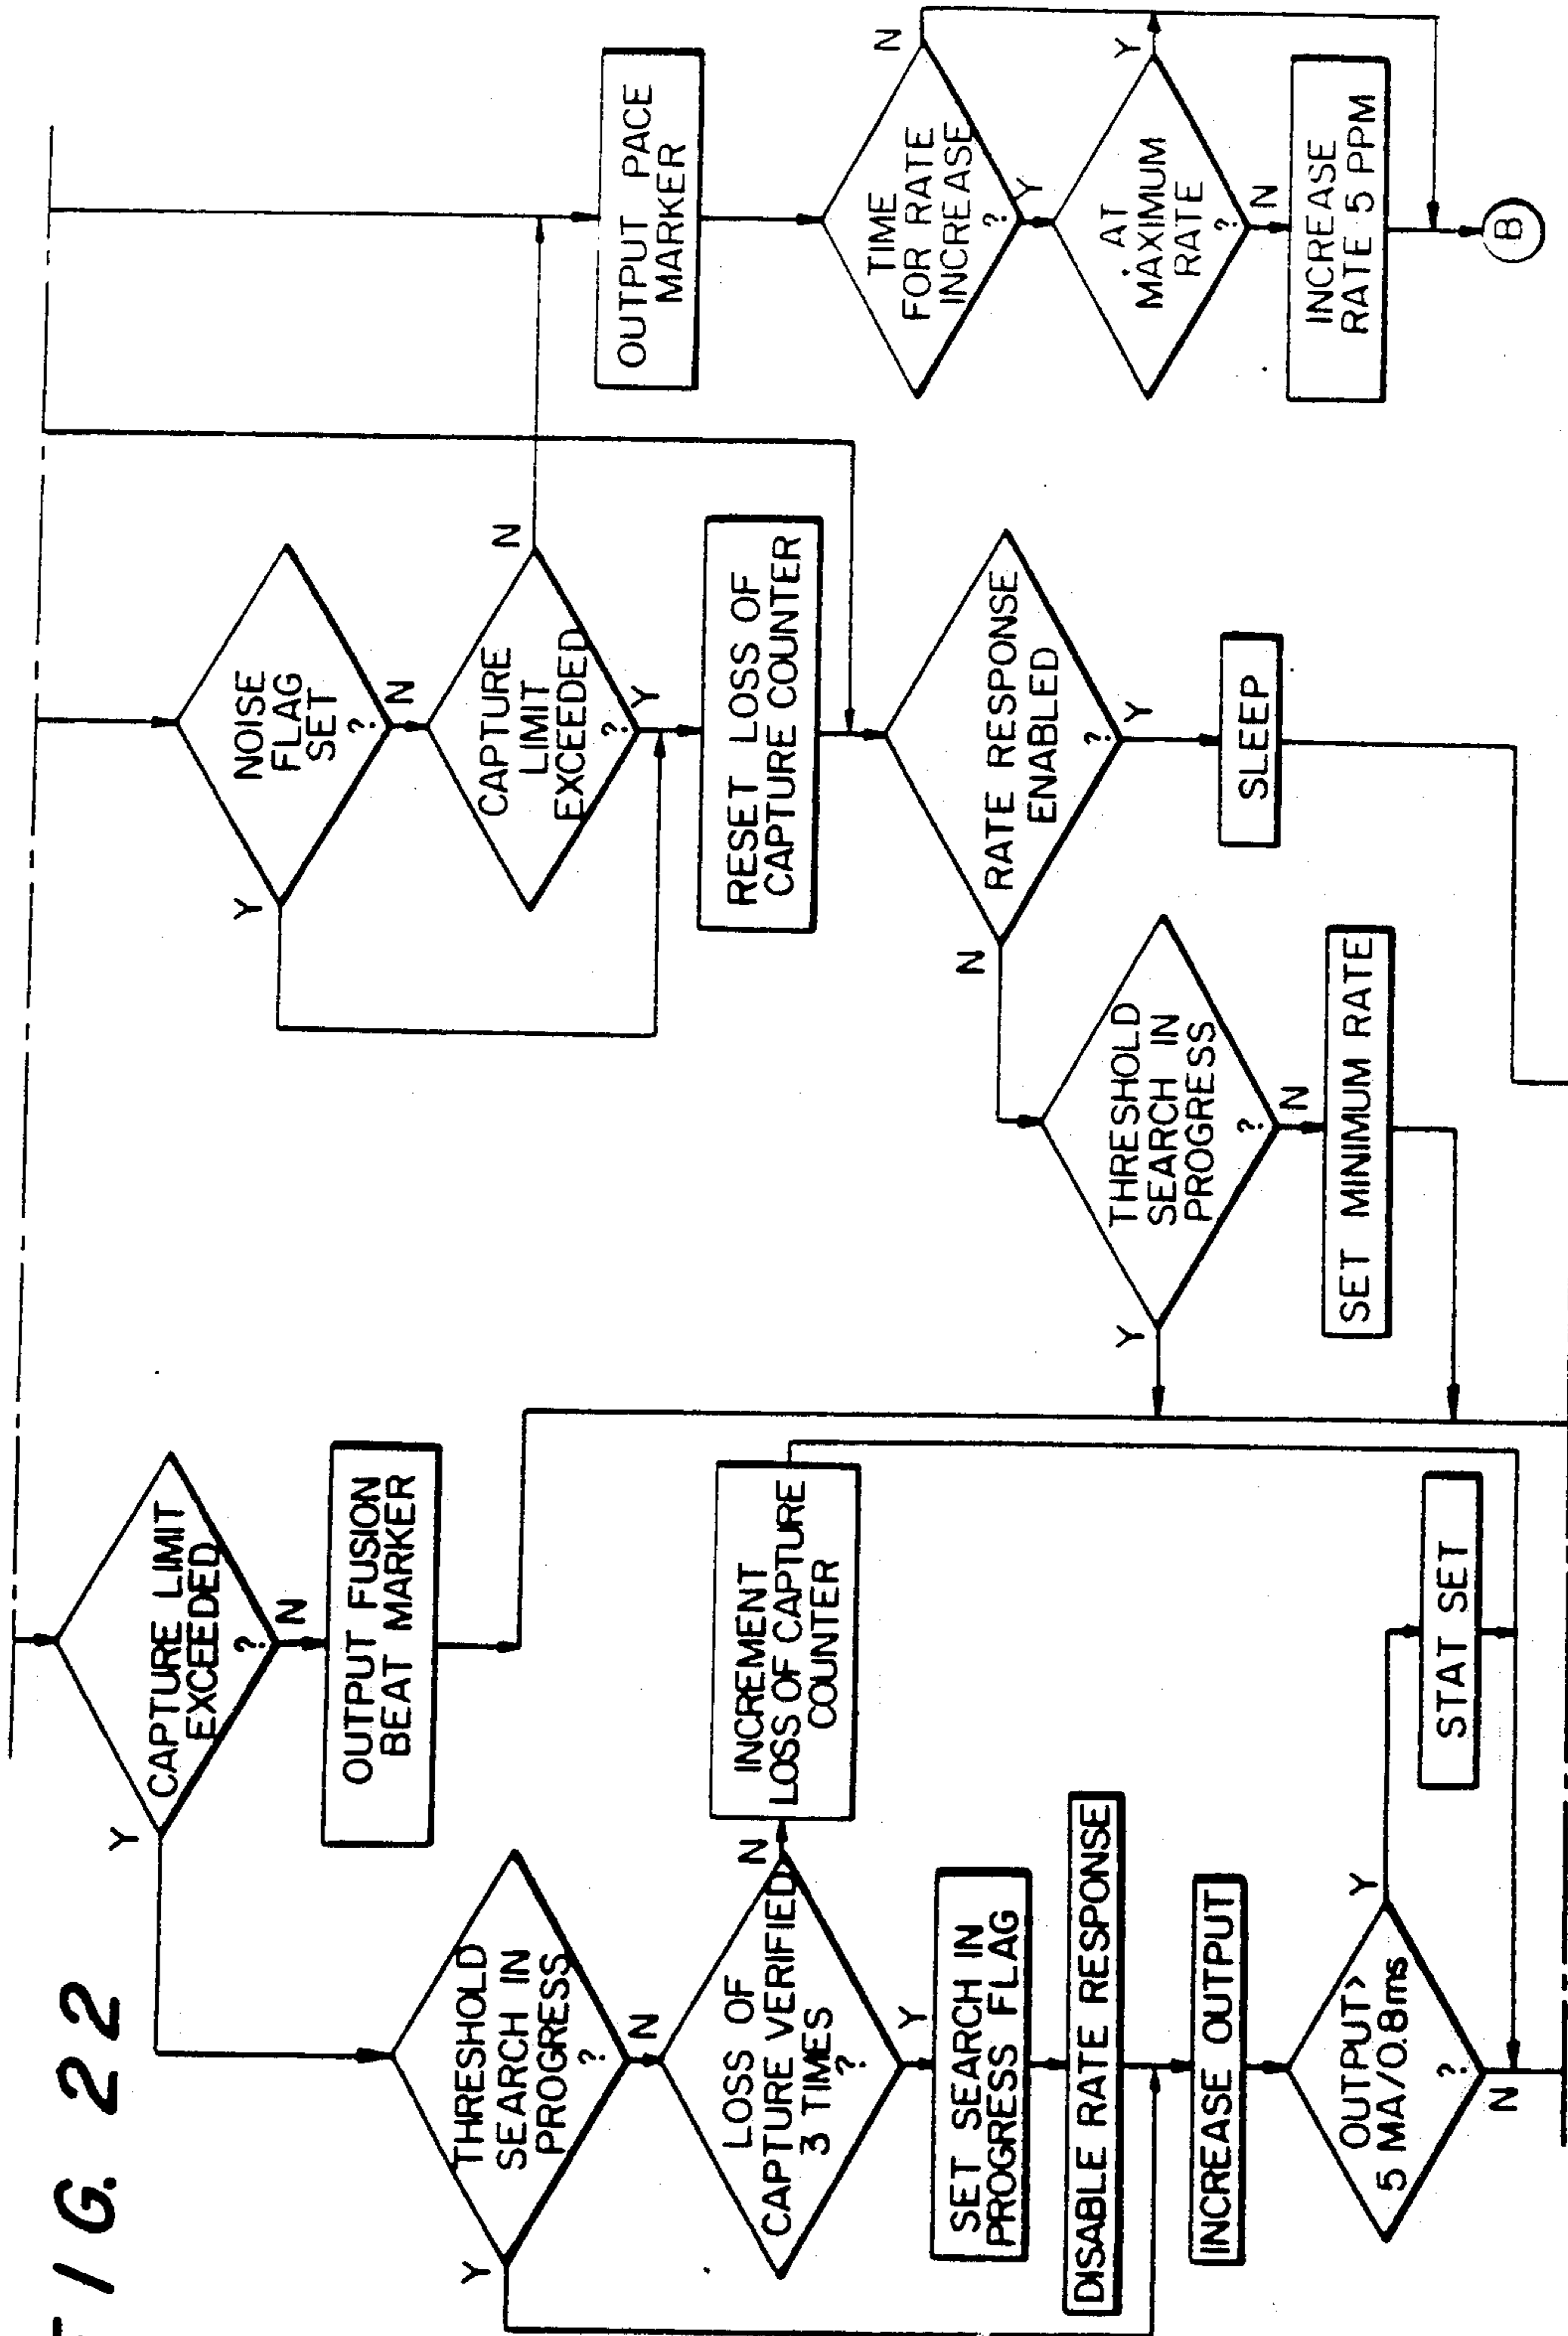 FIG. 22
CAPTURE LIMIT
EXCEEDED
?
Y
N
OUTPUT FUSION
BEAT MARKER
THRESHOLD
SEARCH IN
PROGRESS
?
Y
N
LOSS OF
CAPTURE VERIFIED
3 TIMES
?
N
Y
INCREMENT
LOSS OF CAPTURE
COUNTER
SET SEARCH IN
PROGRESS FLAG
DISABLE RATE RESPONSE
INCREASE OUTPUT
OUTPUT>
5 MA/0.8ms
?
Y
N
STAT SET
NOISE
FLAG
SET
?
Y
N
CAPTURE
LIMIT
EXCEEDED
?
N
Y
RESET LOSS OF
CAPTURE COUNTER
RATE RESPONSE
ENABLED
?
N
Y
SLEEP
THRESHOLD
SEARCH IN
PROGRESS
?
Y
N
SET MINIMUM RATE
OUTPUT PACE
MARKER
TIME
FOR RATE
INCREASE
?
N
Y
AT
MAXIMUM
RATE
?
Y
N
INCREASE
RATE 5 PPM
B